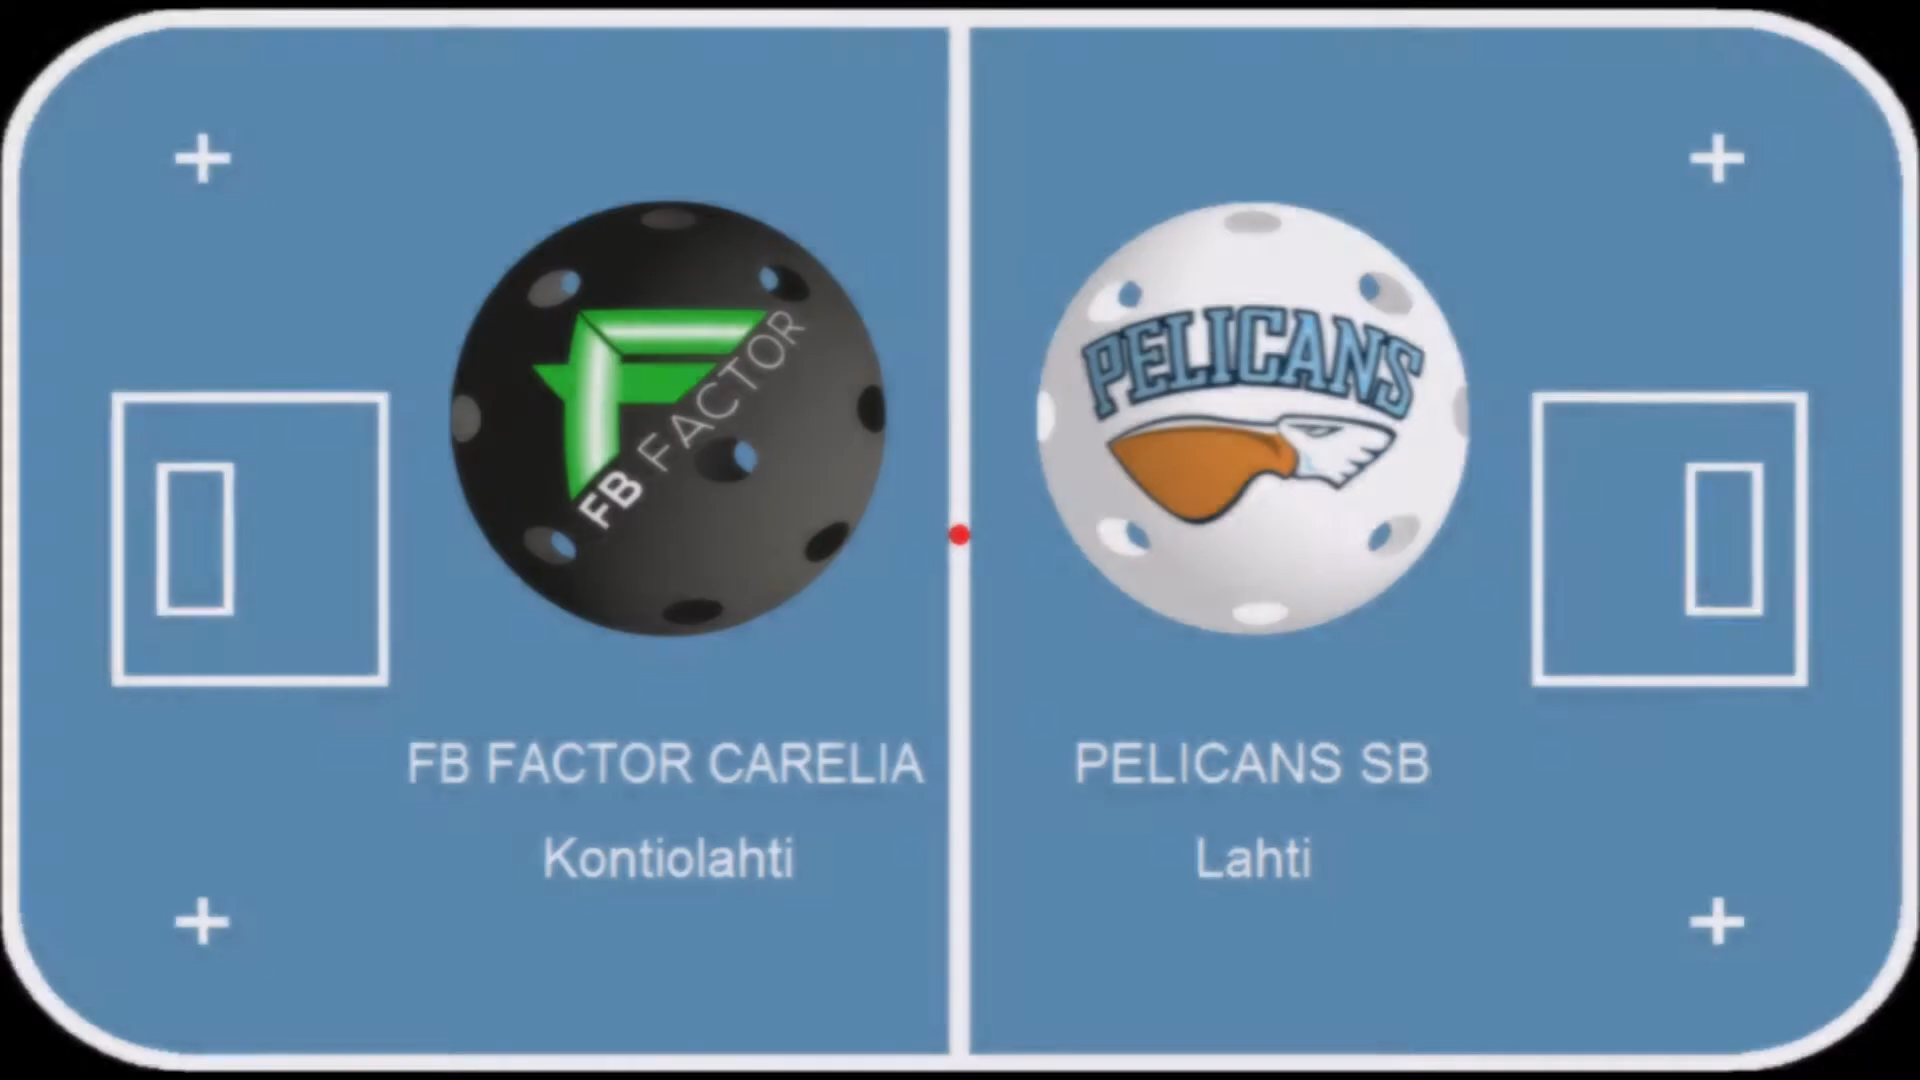 FB FACTOR
PELICANS
FB FACTOR CARELIA
PELICANS SB
Kontiolahti
Lahti